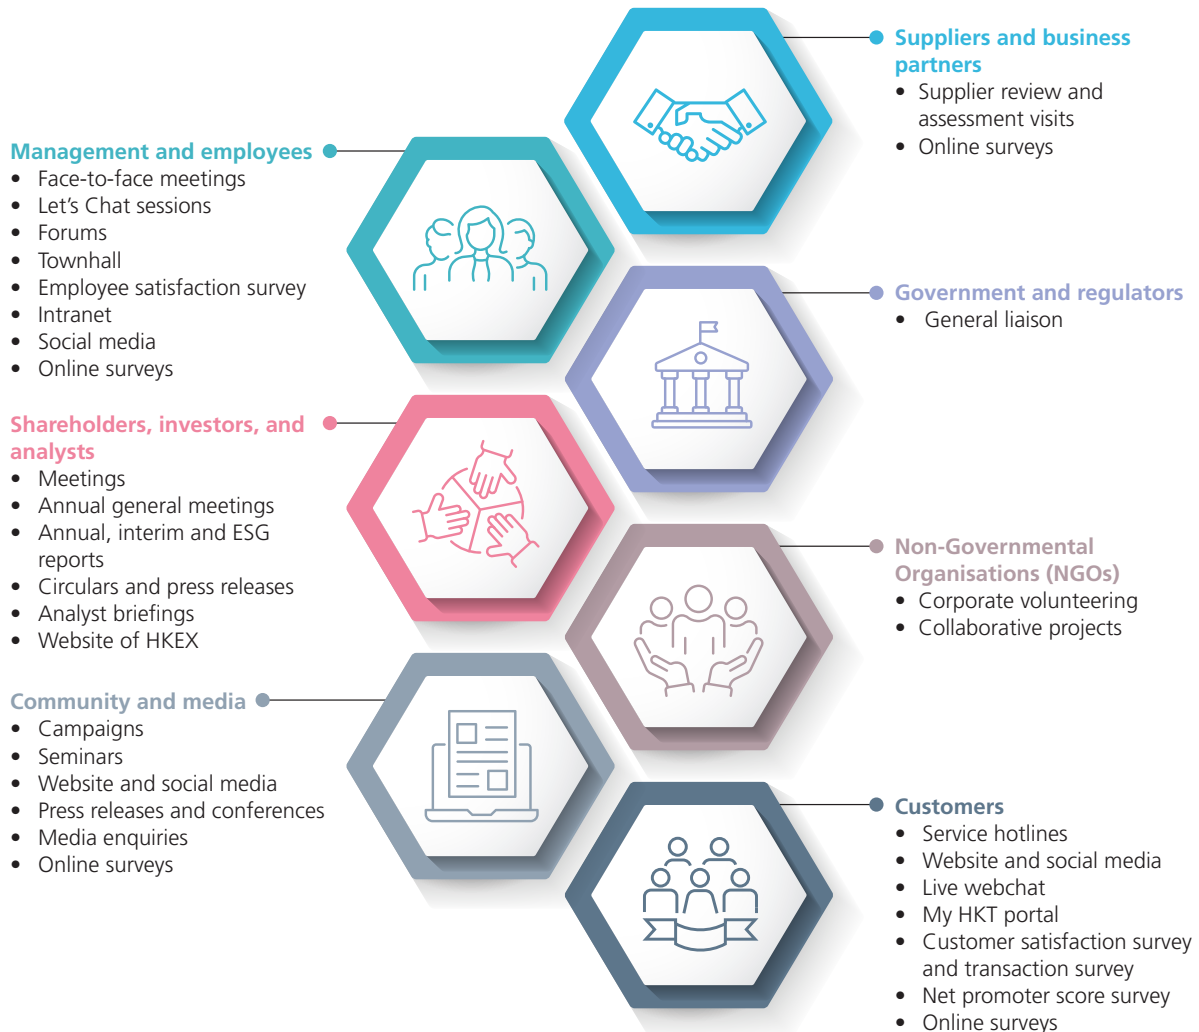 Suppliers and business
partners
• Supplier review and
assessment visits
• Online surveys
Management and employees
• Face-to-face meetings
• Let’s Chat sessions
• Forums
• Townhall
• Employee satisfaction survey
• Intranet
• Social media
• Online surveys
Government and regulators
• General liaison
Shareholders, investors, and
analysts
• Meetings
• Annual general meetings
• Annual, interim and ESG
reports
• Circulars and press releases
• Analyst briefings
• Website of HKEX
Non-Governmental
Organisations (NGOs)
• Corporate volunteering
• Collaborative projects
Community and media
• Campaigns
• Seminars
• Website and social media
• Press releases and conferences
• Media enquiries
• Online surveys
Customers
• Service hotlines
• Website and social media
• Live webchat
• My HKT portal
• Customer satisfaction survey
and transaction survey
• Net promoter score survey
• Online surveys